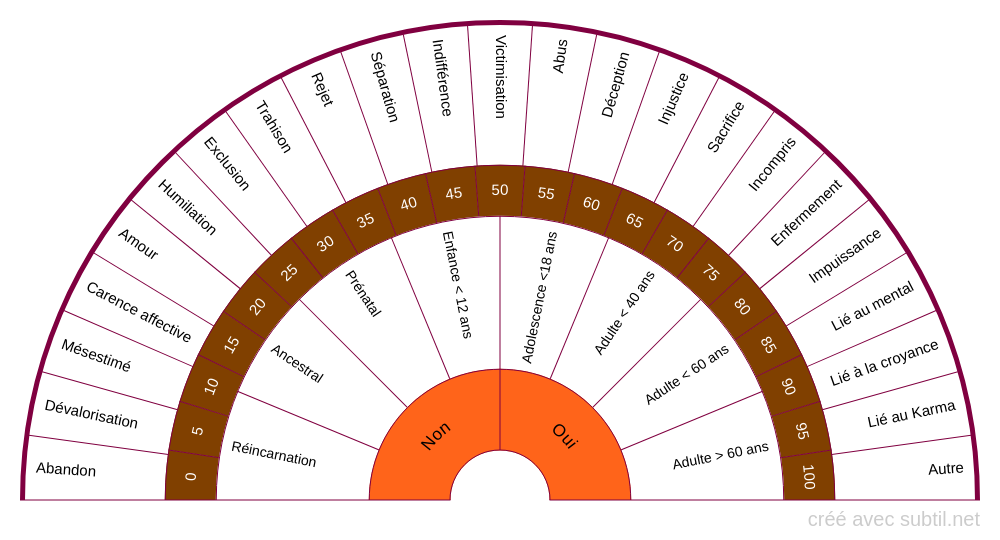 Abandon
Dévalorisation
Mésestimé
Carence affective
Amour
Humiliation
Exclusion
Trahison
Rejet
Séparation
Indifférence
Victimisation
Abus
Déception
Injustice
Sacrifice
Incompris
Enfermement
Impuissance
Lié au mental
Lié à la croyance
Lié au Karma
Autre
0
5
10
15
20
25
30
35
40
45
50
55
60
65
70
75
80
85
90
95
100
Réincarnation
Ancestral
Prénatal
Enfance < 12 ans
Adolescence <18 ans
Adulte < 40 ans
Adulte < 60 ans
Adulte > 60 ans
Non
Oui
créé avec subtil.net